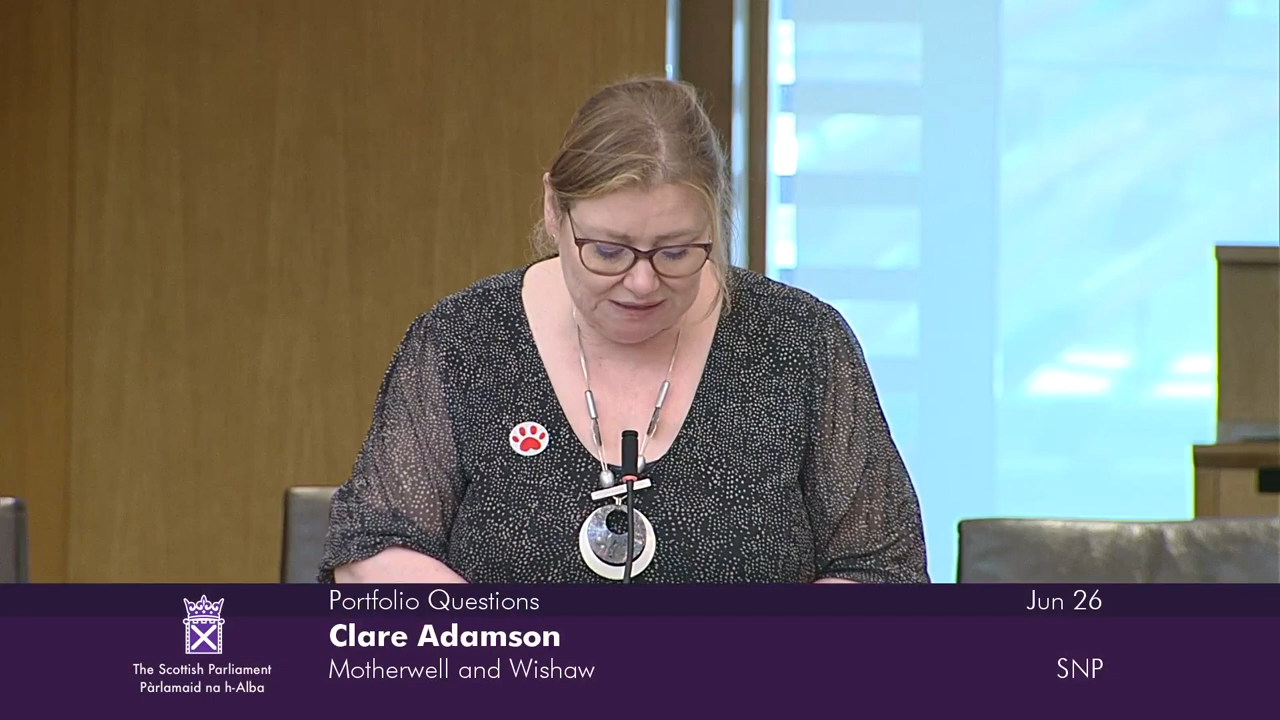 Portfolio Questions
Jun 26
Clare Adamson
Motherwell and Wishaw
SNP
The Scottish Parliament
Pàrlamaid na h-Alba